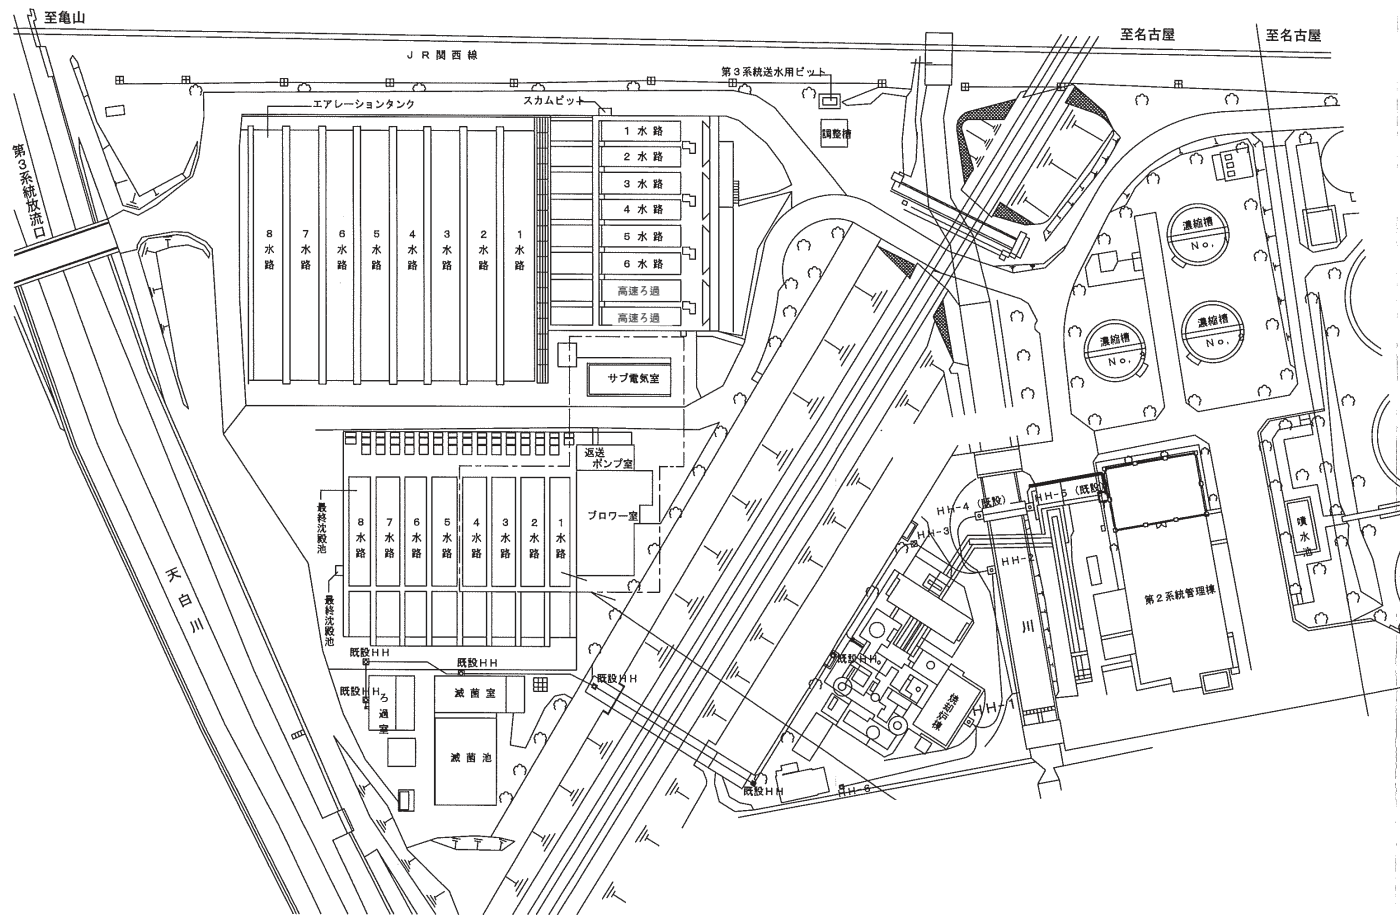 至亀山
至名古屋
至名古屋
JR関西線
第3系統送水用ピット
エアレーションタンク
スカムピット
調整槽
第3系統放流口
1水路
2水路
3水路
4水路
5水路
6水路
高速ろ過
高速ろ過
8水路
7水路
6水路
5水路
4水路
3水路
2水路
1水路
濃縮槽
No.
濃縮槽
No.
濃縮槽
No.
サブ電気室
返送
ポンプ室
ブロワー室
最終沈殿池
8水路
7水路
6水路
5水路
4水路
3水路
2水路
1水路
最終沈殿池
HH-4 (既設)
HH-5 (既設)
HH-3
HH-2
噴水池
第2系統管理棟
天白川
川
既設HH
既設HH
既設HH
既設HH
既設HH
ろ過室
滅菌室
滅菌池
焼却炉棟
HH-1
既設HH
HH-6